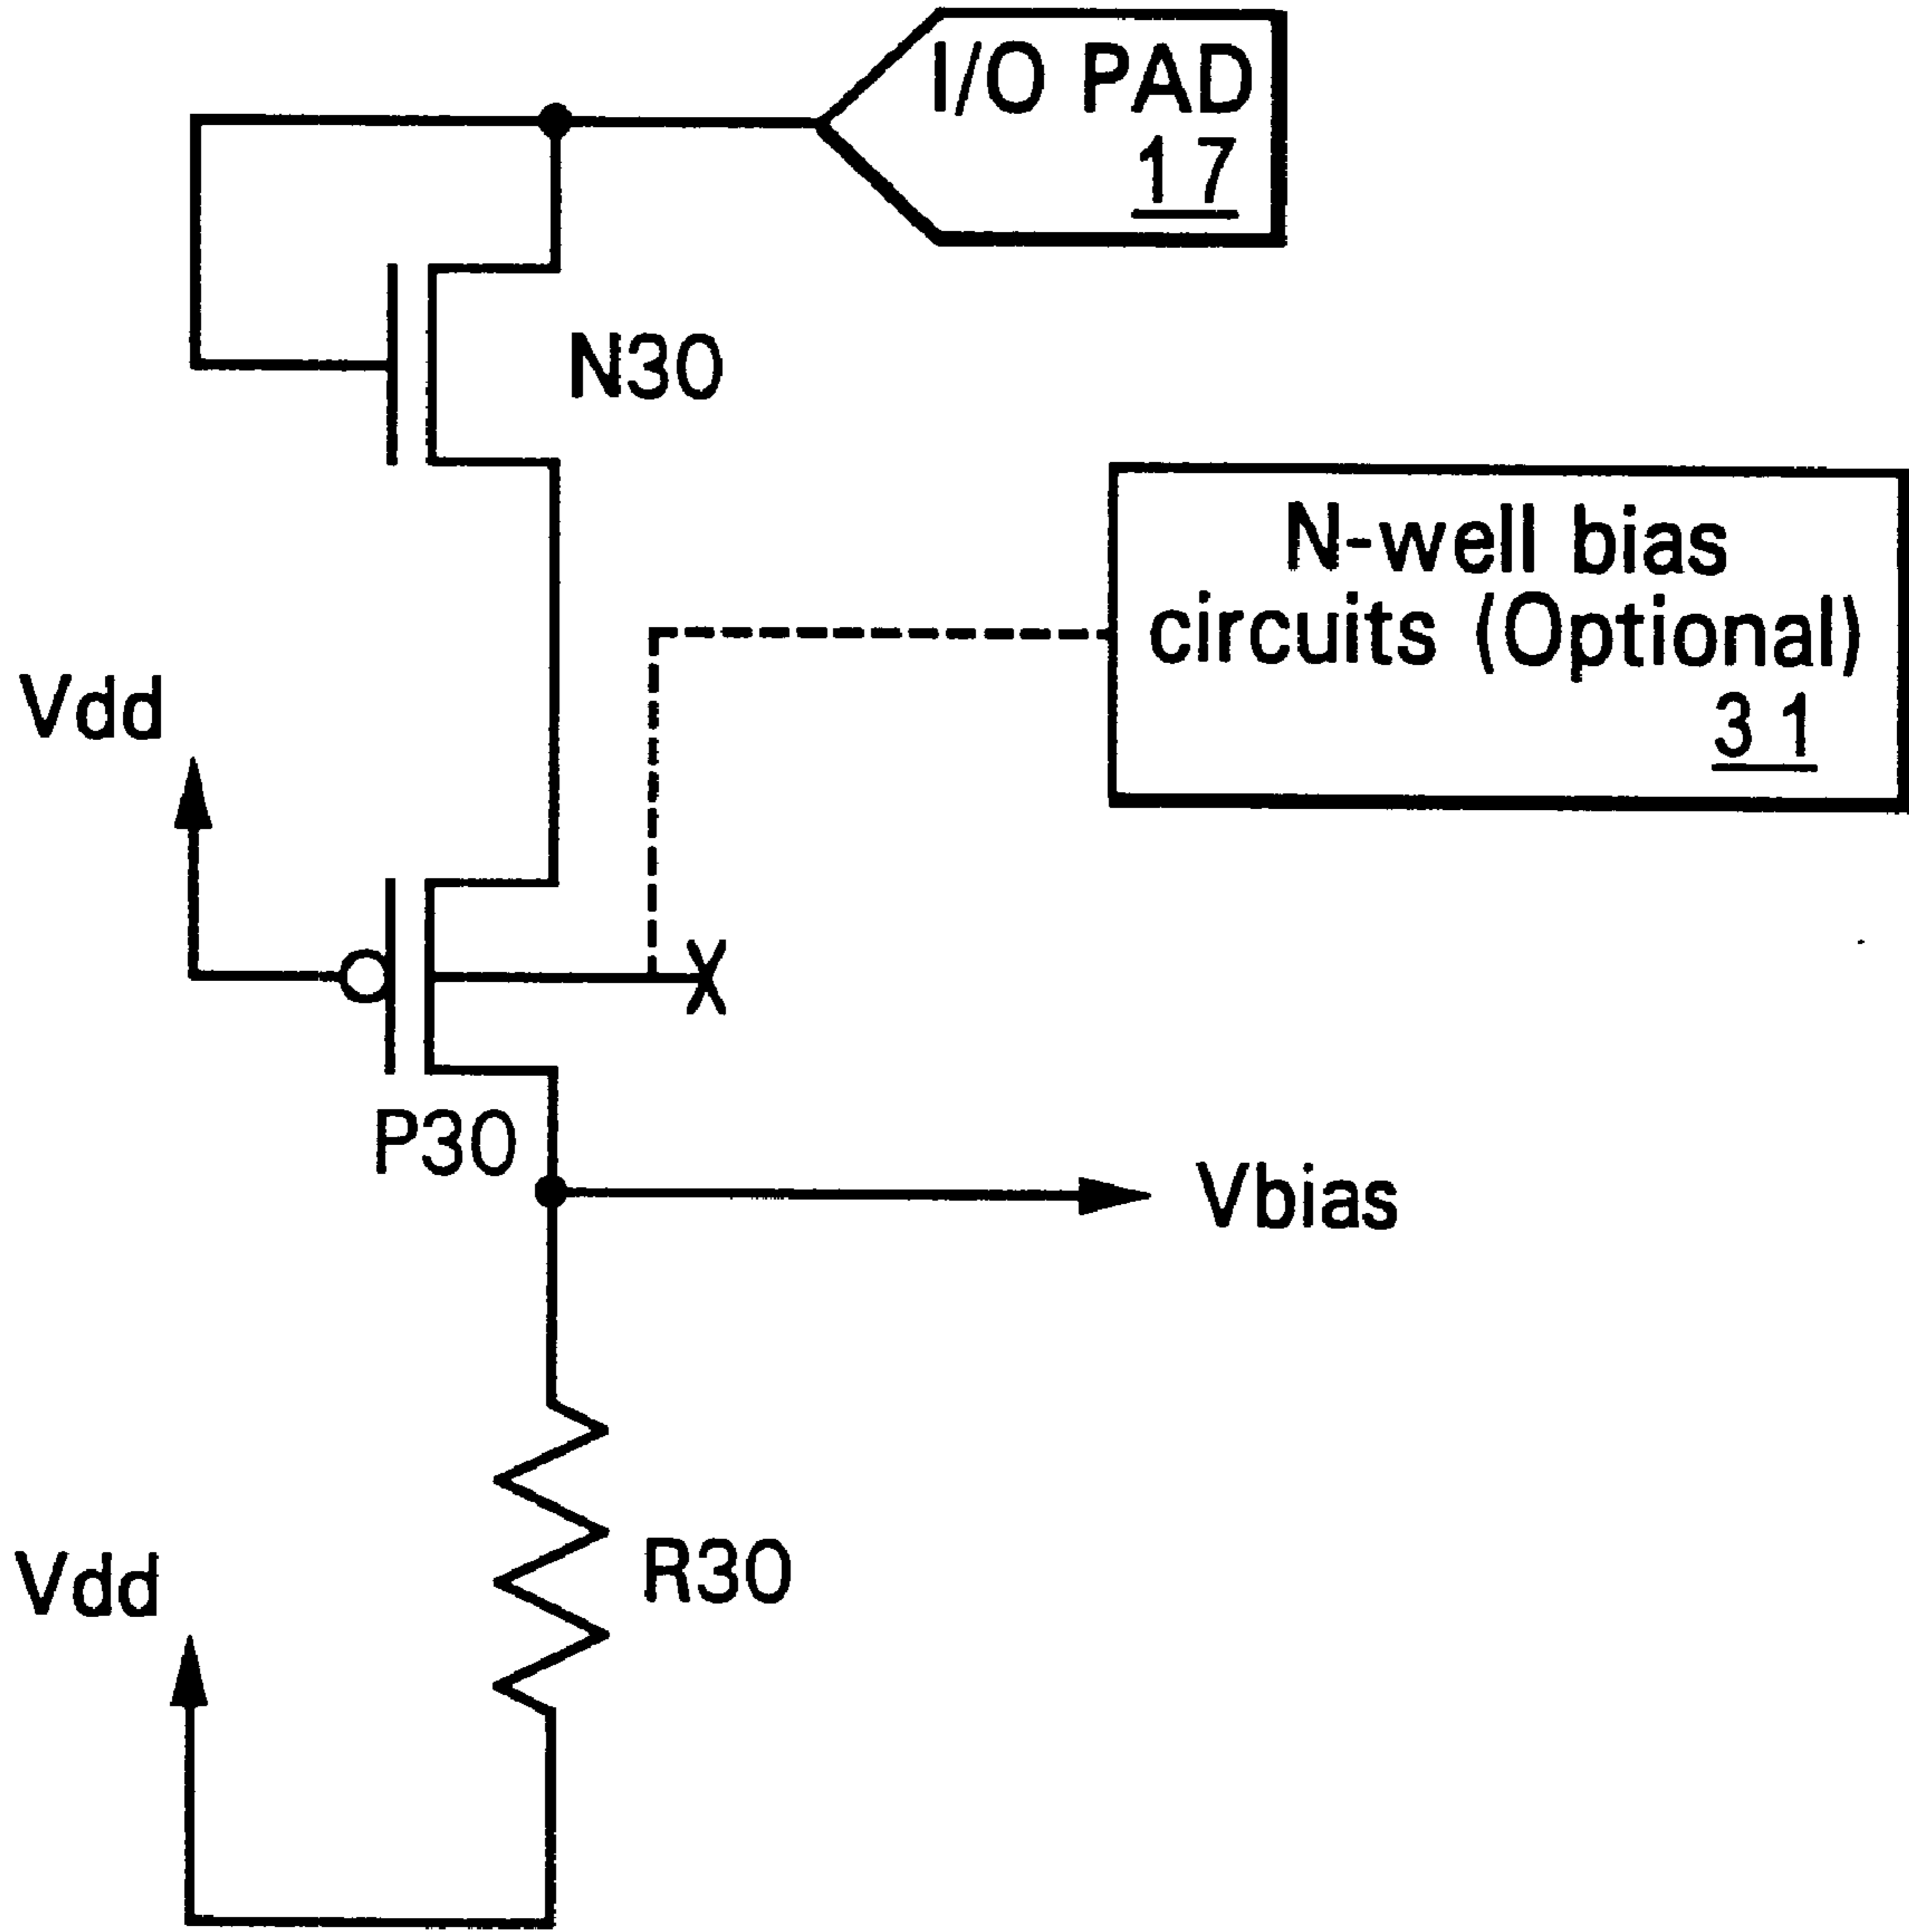 I/O PAD
17
N30
N-well bias
circuits (Optional)
31
Vdd
X
P30
Vbias
R30
Vdd